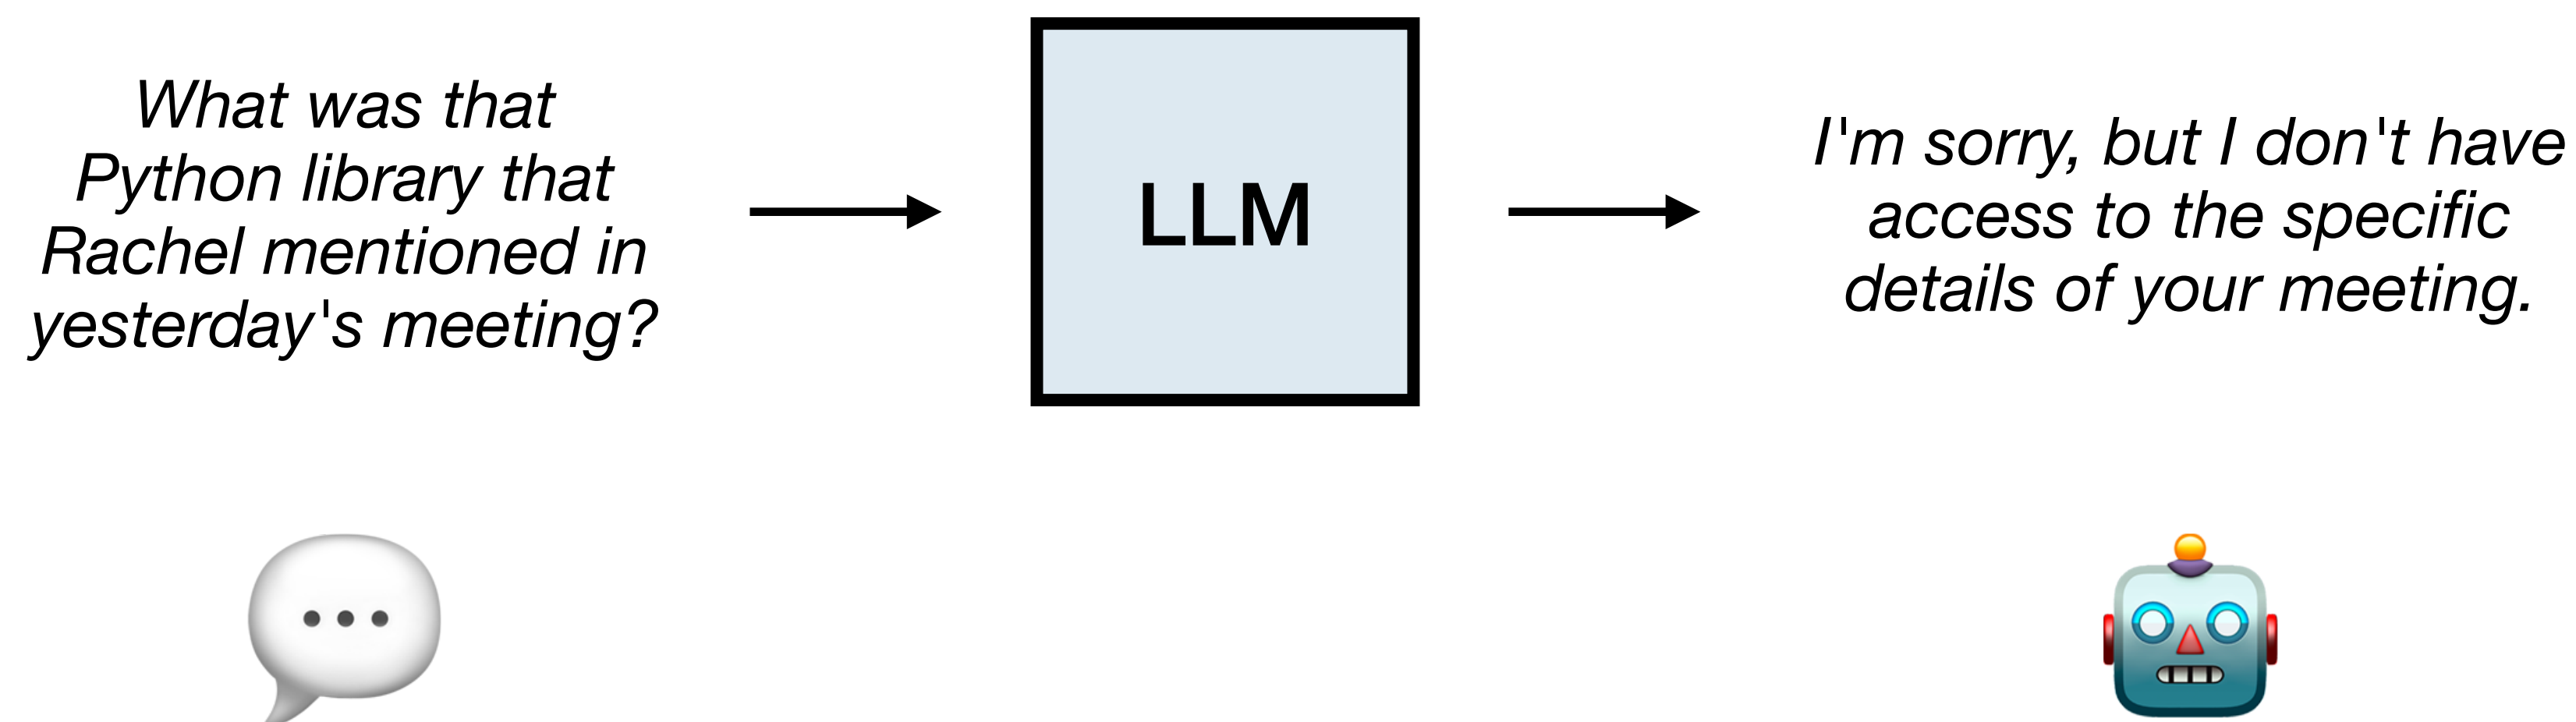 What was that
Python library that
Rachel mentioned in
yesterday's meeting?
LLM
I'm sorry, but I don't have
access to the specific
details of your meeting.